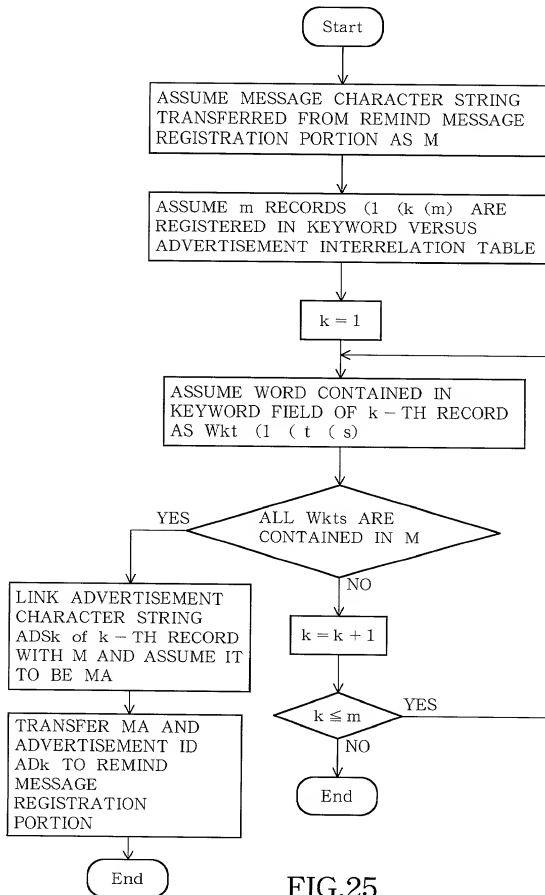 Start
ASSUME MESSAGE CHARACTER STRING
TRANSFERRED FROM REMIND MESSAGE
REGISTRATION PORTION AS M
ASSUME m RECORDS (1 (k (m) ARE
REGISTERED IN KEYWORD VERSUS
ADVERTISEMENT INTERRELATION TABLE
k = 1
ASSUME WORD CONTAINED IN
KEYWORD FIELD OF k-TH RECORD
AS Wkt (1 ( t ( s)
ALL Wkts ARE
CONTAINED IN M
YES
NO
LINK ADVERTISEMENT
CHARACTER STRING
ADSk of k-TH RECORD
WITH M AND ASSUME IT
TO BE MA
TRANSFER MA AND
ADVERTISEMENT ID
ADk TO REMIND
MESSAGE
REGISTRATION
PORTION
End
k = k + 1
k ≦ m
YES
NO
End
FIG.25